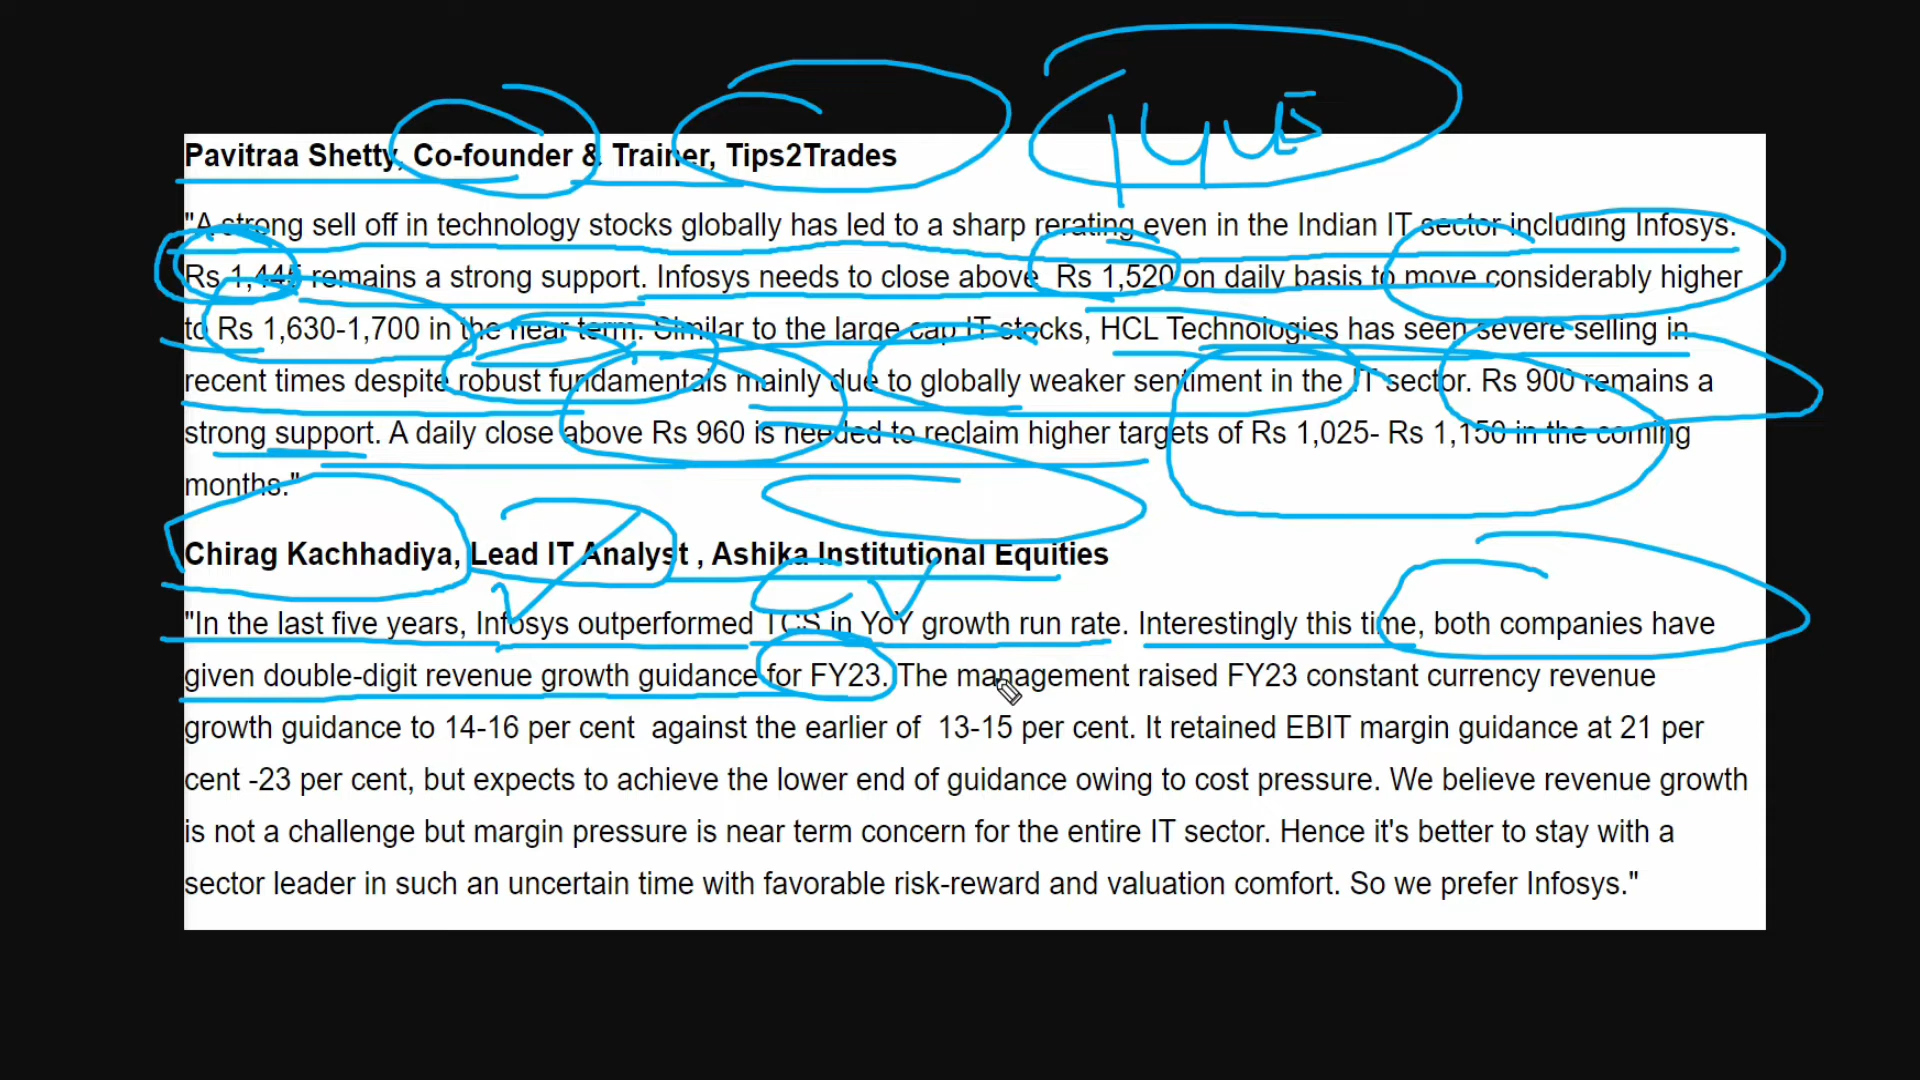 1445
Pavitraa Shetty, Co-founder & Trainer, Tips2Trades
"A strong sell off in technology stocks globally has led to a sharp rerating even in the Indian IT sector including Infosys.
Rs 1,445 remains a strong support. Infosys needs to close above  Rs 1,520 on daily basis to move considerably higher
to Rs 1,630-1,700 in the near term. Similar to the large cap IT stocks, HCL Technologies has seen severe selling in
recent times despite robust fundamentals mainly due to globally weaker sentiment in the IT sector. Rs 900 remains a
strong support. A daily close above Rs 960 is needed to reclaim higher targets of Rs 1,025- Rs 1,150 in the coming
months."
Chirag Kachhadiya, Lead IT Analyst , Ashika Institutional Equities
"In the last five years, Infosys outperformed TCS in YoY growth run rate. Interestingly this time, both companies have
given double-digit revenue growth guidance for FY23. The management raised FY23 constant currency revenue
growth guidance to 14-16 per cent  against the earlier of  13-15 per cent. It retained EBIT margin guidance at 21 per
cent -23 per cent, but expects to achieve the lower end of guidance owing to cost pressure. We believe revenue growth
is not a challenge but margin pressure is near term concern for the entire IT sector. Hence it's better to stay with a
sector leader in such an uncertain time with favorable risk-reward and valuation comfort. So we prefer Infosys."